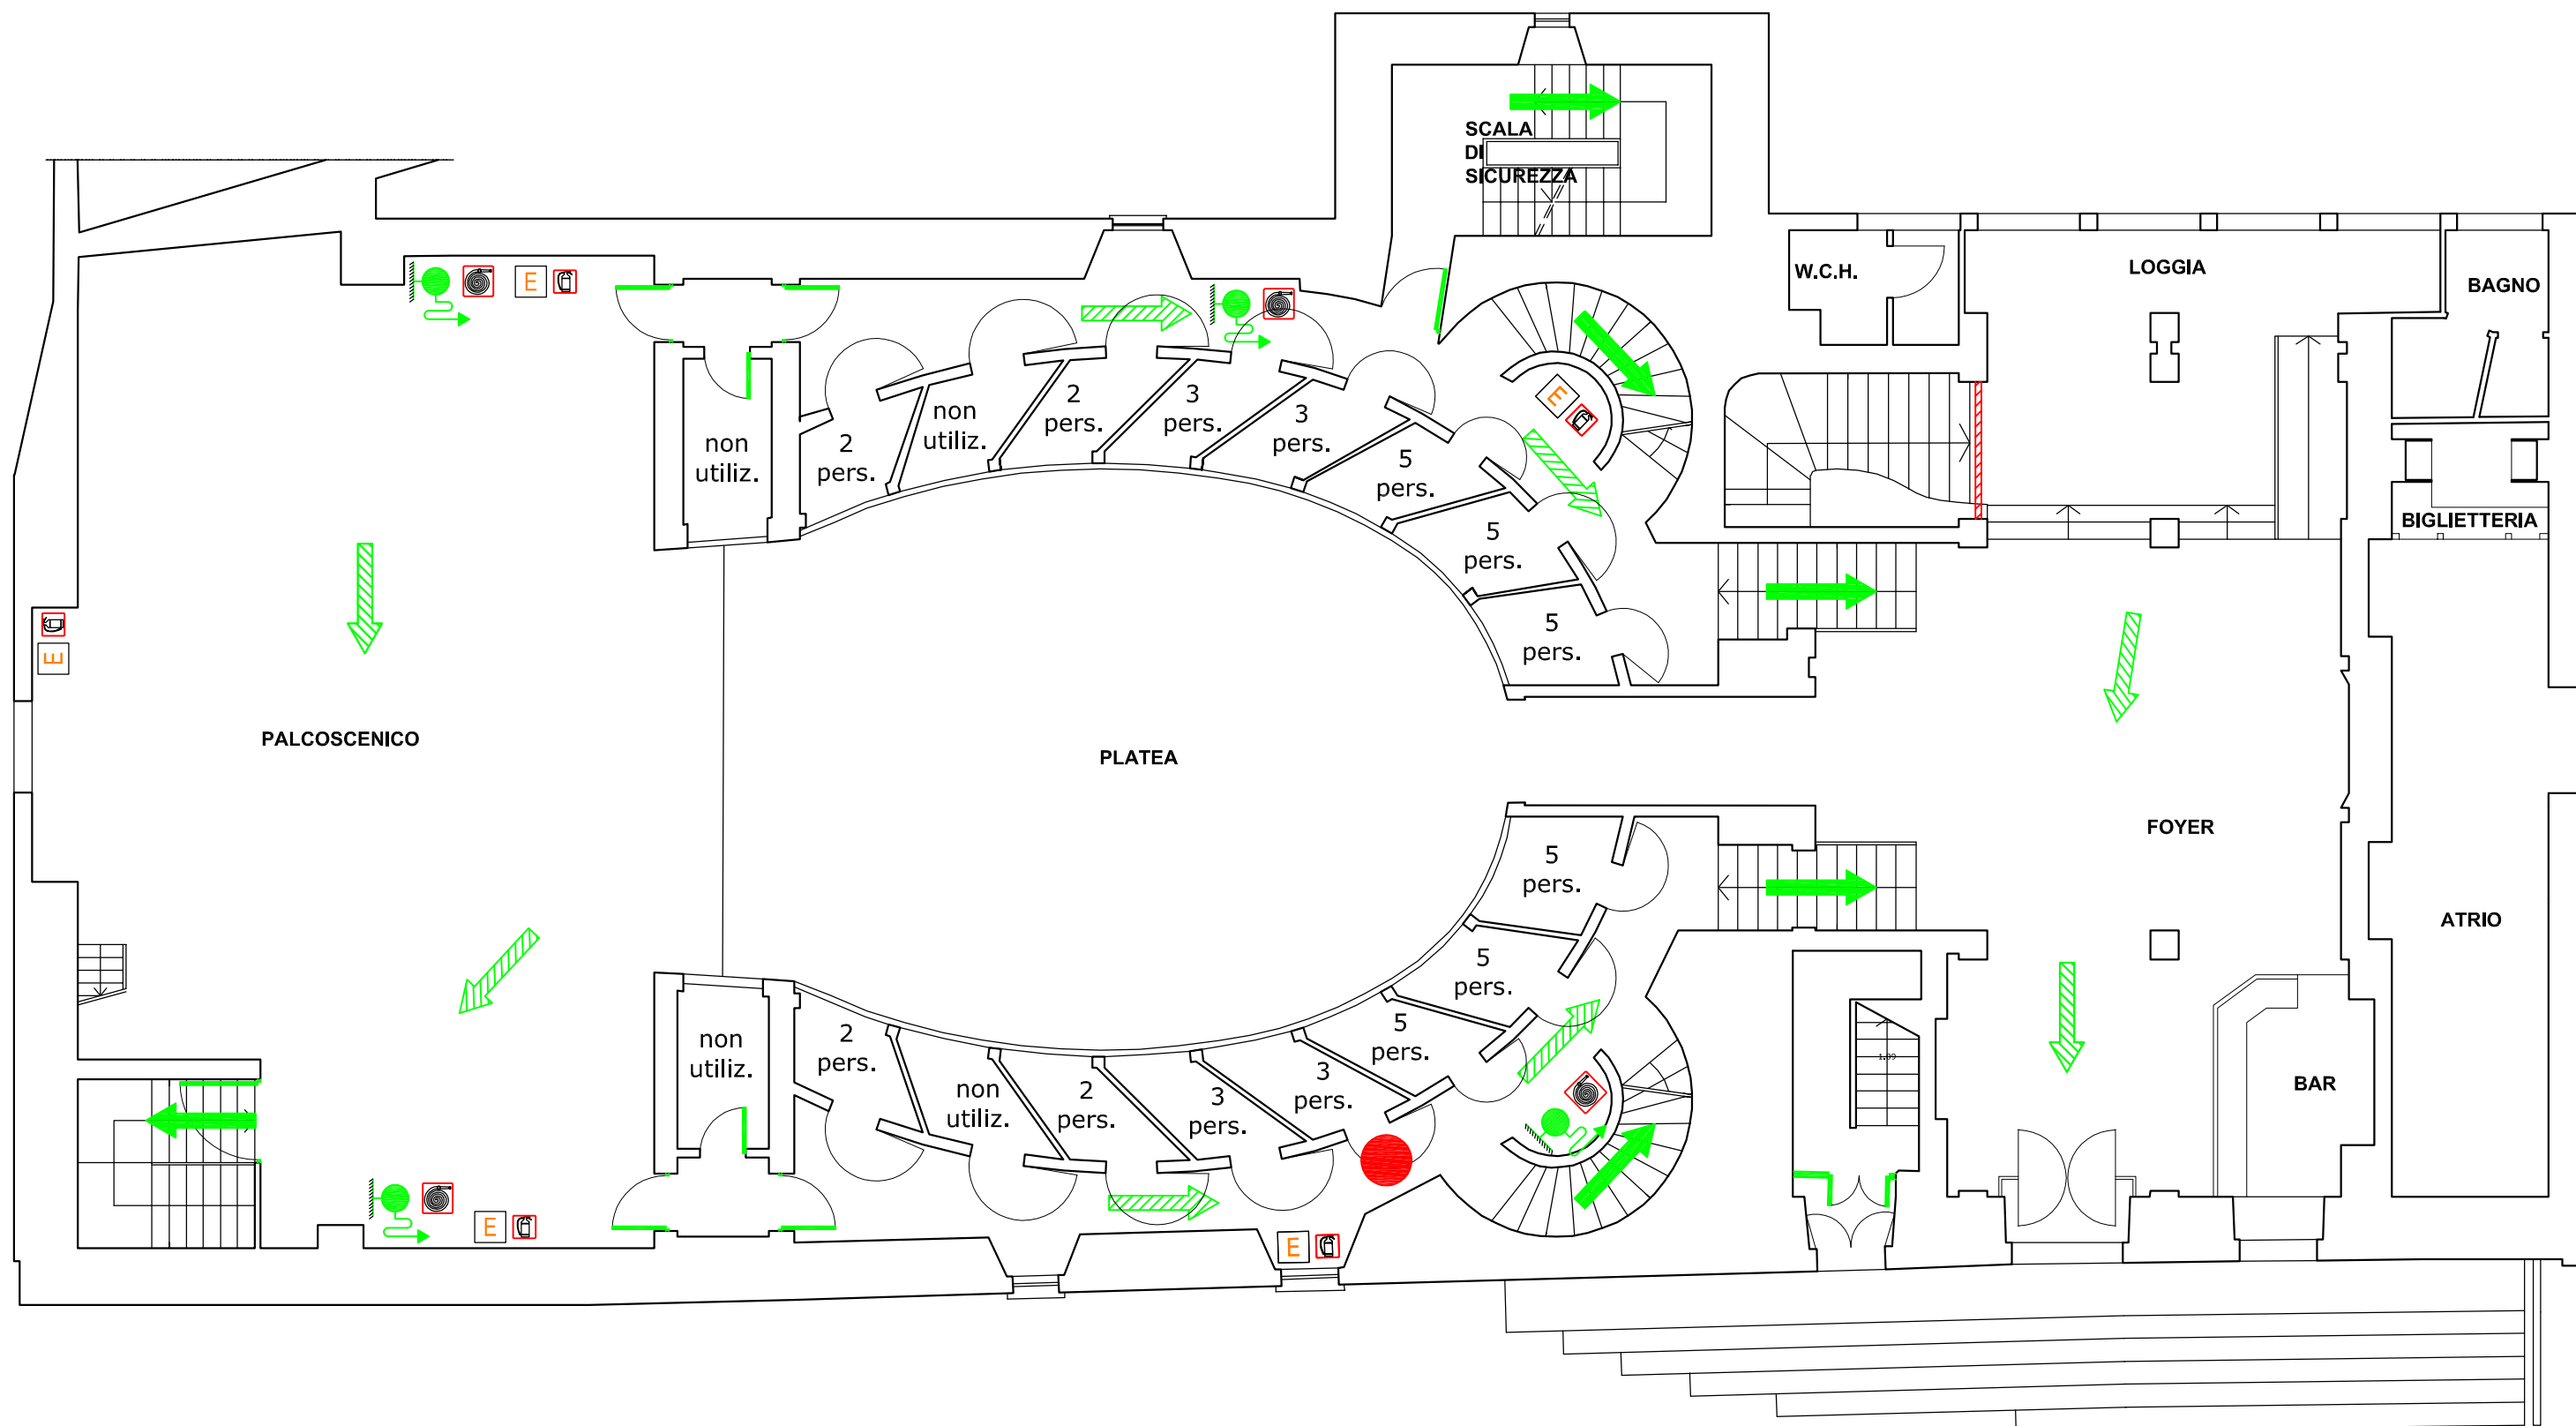 SCALA
DI
SICUREZZA
W.C.H.
LOGGIA
BAGNO
E
E
2
pers.
non
utiliz.
2
pers.
3
pers.
3
pers.
5
pers.
5
pers.
5
pers.
non
utiliz.
BIGLIETTERIA
E
E
PALCOSCENICO
PLATEA
FOYER
ATRIO
BAR
5
pers.
5
pers.
5
pers.
3
pers.
3
pers.
2
pers.
non
utiliz.
2
pers.
non
utiliz.
1.09
E
E